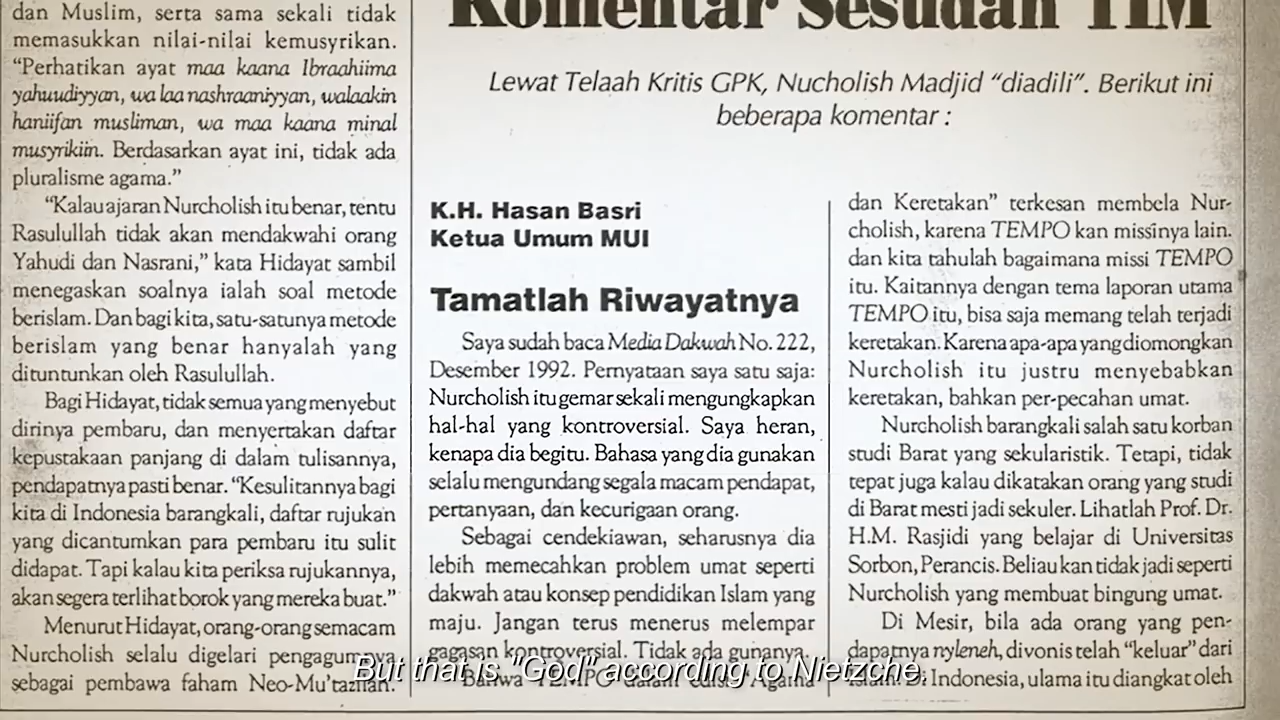 dan Muslim, serta sama sekali tidak
memasukkan nilai-nilai kemusyrikan.
“Perhatikan ayat maa kaana Ibraahiima
yahuudiyyan, wa laa nashraaniyyan, walaakin
haniifan musliman, wa maa kaana minal
musyrikiin. Berdasarkan ayat ini, tidak ada
pluralisme agama.”
“Kalau ajaran Nurcholish itu benar, tentu
Rasulullah tidak akan mendakwahi orang
Yahudi dan Nasrani,” kata Hidayat sambil
menegaskan soalnya ialah soal metode
berislam. Dan bagi kita, satu-satunya metode
berislam yang benar hanyalah yang
dituntunkan oleh Rasulullah.
Bagi Hidayat, tidak semua yang menyebut
dirinya pembaru, dan menyertakan daftar
kepustakaan panjang di dalam tulisannya,
pendapatnya pasti benar. “Kesulitannya bagi
kita di Indonesia barangkali, daftar rujukan
yang dicantumkan para pembaru itu sulit
didapat. Tapi kalau kita periksa rujukannya,
akan segera terlihat borok yang mereka buat.”
Menurut Hidayat, orang-orang semacam
Nurcholish selalu digelari pengagumnya
sebagai pembawa faham Neo-Mu’tazilah.
Komentar Sesudah TIM
Lewat Telaah Kritis GPK, Nucholish Madjid “diadili”. Berikut ini
beberapa komentar :
K.H. Hasan Basri
Ketua Umum MUI
Tamatlah Riwayatnya
Saya sudah baca Media Dakwah No. 222,
Desember 1992. Pernyataan saya satu saja:
Nurcholish itu gemar sekali mengungkapkan
hal-hal yang kontroversial. Saya heran,
kenapa dia begitu. Bahasa yang dia gunakan
selalu mengundang segala macam pendapat,
pertanyaan, dan kecurigaan orang.
Sebagai cendekiawan, seharusnya dia
lebih memecahkan problem umat seperti
dakwah atau konsep pendidikan Islam yang
maju. Jangan terus menerus melempar
gagasan kontroversial. Tidak ada gunanya.
Bahwa TEMPO dalam edisi “Agama
dan Keretakan” terkesan membela Nur-
cholish, karena TEMPO kan missinya lain.
dan kita tahulah bagaimana missi TEMPO
itu. Kaitannya dengan tema laporan utama
TEMPO itu, bisa saja memang telah terjadi
keretakan. Karena apa-apa yang diomongkan
Nurcholish itu justru menyebabkan
keretakan, bahkan per-pecahan umat.
Nurcholish barangkali salah satu korban
studi Barat yang sekularistik. Tetapi, tidak
tepat juga kalau dikatakan orang yang studi
di Barat mesti jadi sekuler. Lihatlah Prof. Dr.
H.M. Rasjidi yang belajar di Universitas
Sorbon, Perancis. Beliau kan tidak jadi seperti
Nurcholish yang membuat bingung umat.
Di Mesir, bila ada orang yang pen-
dapatnya nyleneh, divonis telah “keluar” dari
Islam. Di Indonesia, ulama itu diangkat oleh
But that is "God" according to Nietzche.